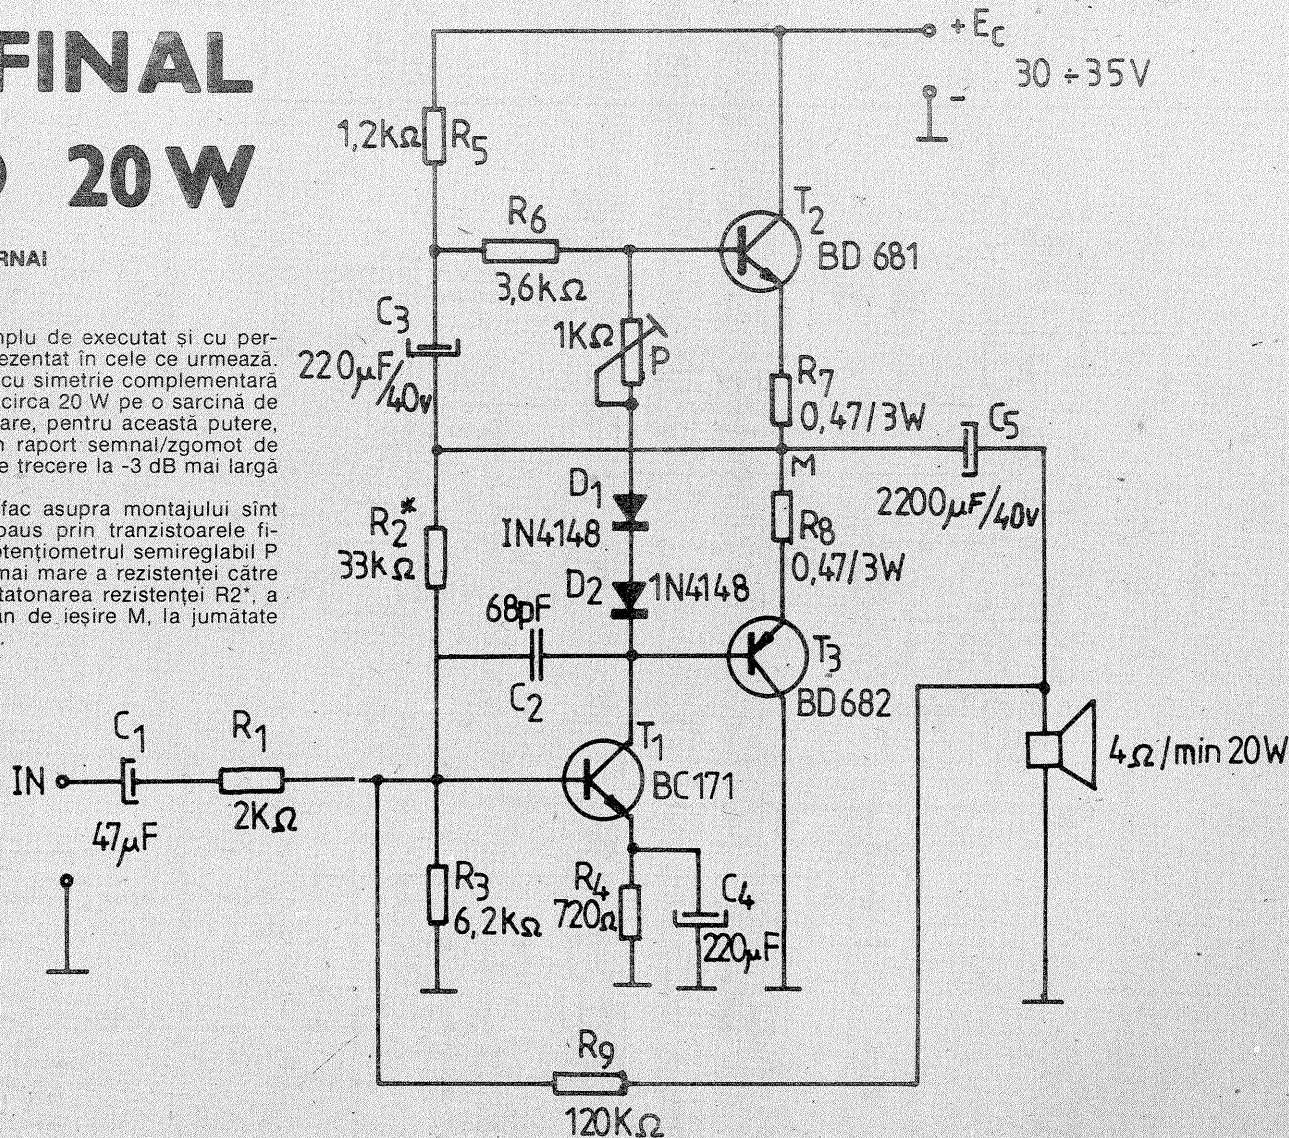 FINAL
20 W
RNAI
mplu de executat și cu per-
ezentat în cele ce urmează.
cu simetrie complementară
circa 20 W pe o sarcină de
are, pentru această putere,
n raport semnal/zgomot de
e trecere la -3 dB mai largă
fac asupra montajului sînt
paus prin tranzistoarele fi-
otențiometrul semireglabil P
mai mare a rezistenței către
tatonarea rezistenței R2*, a
an de ieșire M, la jumătate
+ EC
30 ÷ 35V
-
1,2kΩ R5
R6
3,6kΩ
T2
BD 681
C3
220µF/40v
1KΩ
P
R7
0,47/3W
C5
2200µF/40v
M
R2*
33kΩ
D1
IN4148
R8
0,47/3W
D2 1N4148
68pF
C2
T3
BD682
C1
47µF
R1
2KΩ
IN
T1
BC171
4Ω/min 20W
R3
6,2KΩ
R4
720Ω
C4
220µF
R9
120KΩ